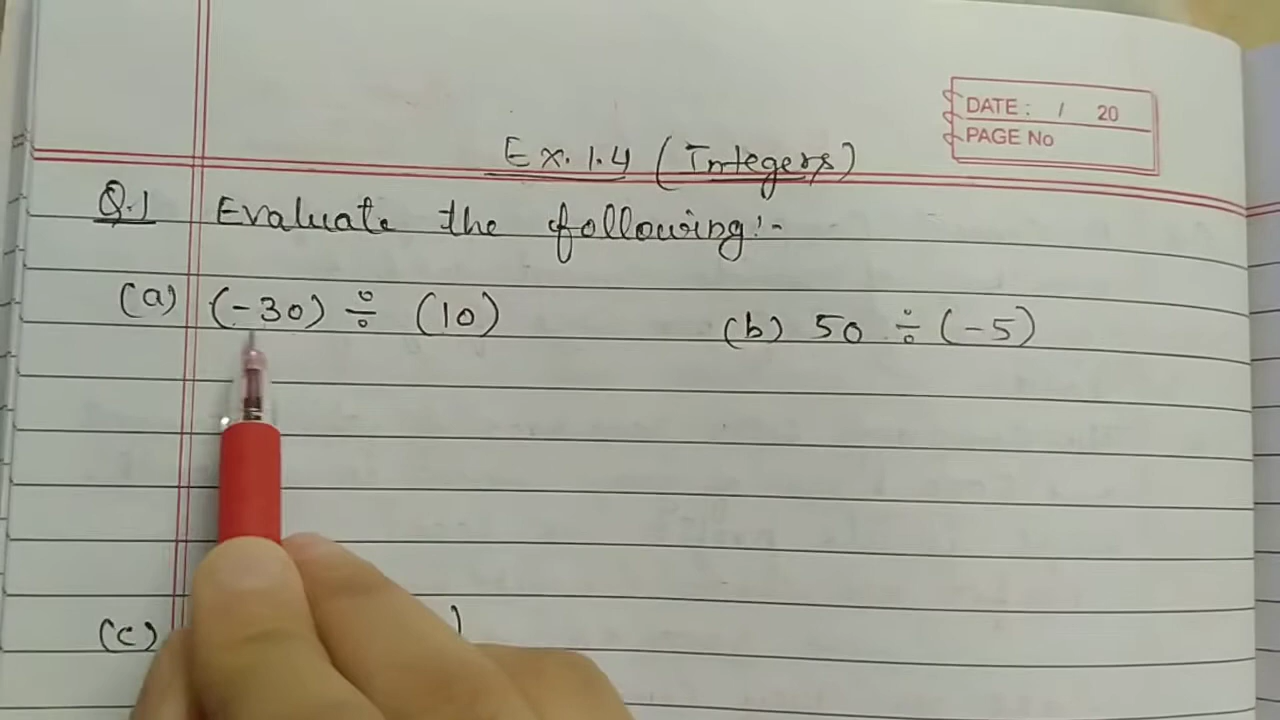 DATE: / 20
PAGE No
Ex. 1.4 (Integers)
Q.1 Evaluate the following:-
(a) (-30) ÷ (10) (b) 50 ÷ (-5)
(c) )